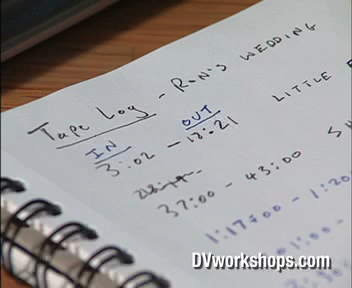 Tape Log - RON'S WEDDING
IN OUT LITTLE
3:02 - 12:21
37:00 - 43:00
1:17:00 - 1:20
DVworkshops.com